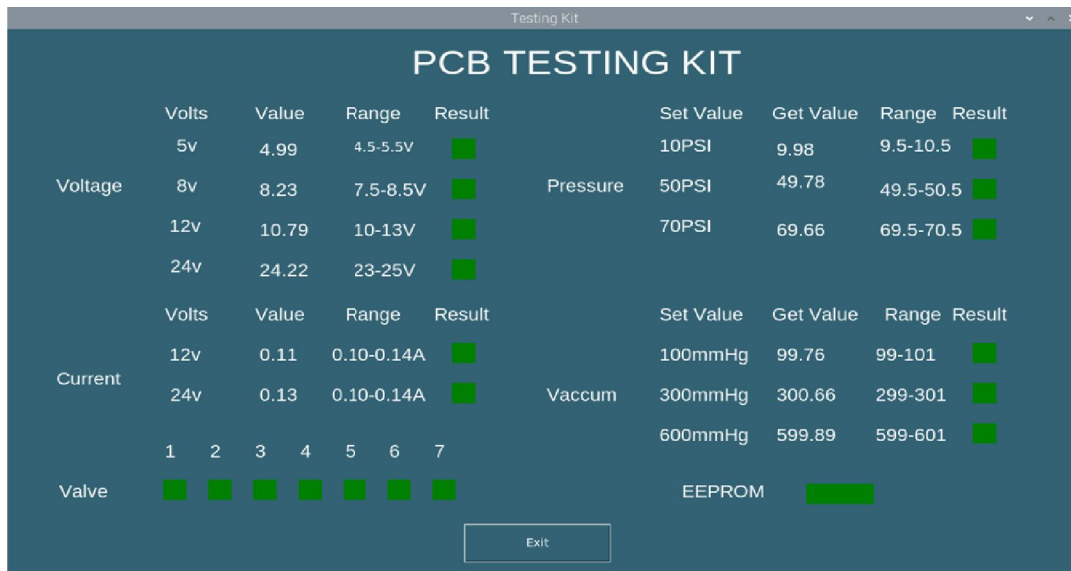 Testing Kit
PCB TESTING KIT
Volts Value Range Result
5v 4.99 4.5-5.5V
Voltage 8v 8.23 7.5-8.5V
12v 10.79 10-13V
24v 24.22 23-25V
Set Value Get Value Range Result
10PSI 9.98 9.5-10.5
Pressure 50PSI 49.78 49.5-50.5
70PSI 69.66 69.5-70.5
Volts Value Range Result
12v 0.11 0.10-0.14A
Current
24v 0.13 0.10-0.14A
Set Value Get Value Range Result
100mmHg 99.76 99-101
Vaccum 300mmHg 300.66 299-301
600mmHg 599.89 599-601
1 2 3 4 5 6 7
Valve
EEPROM
Exit